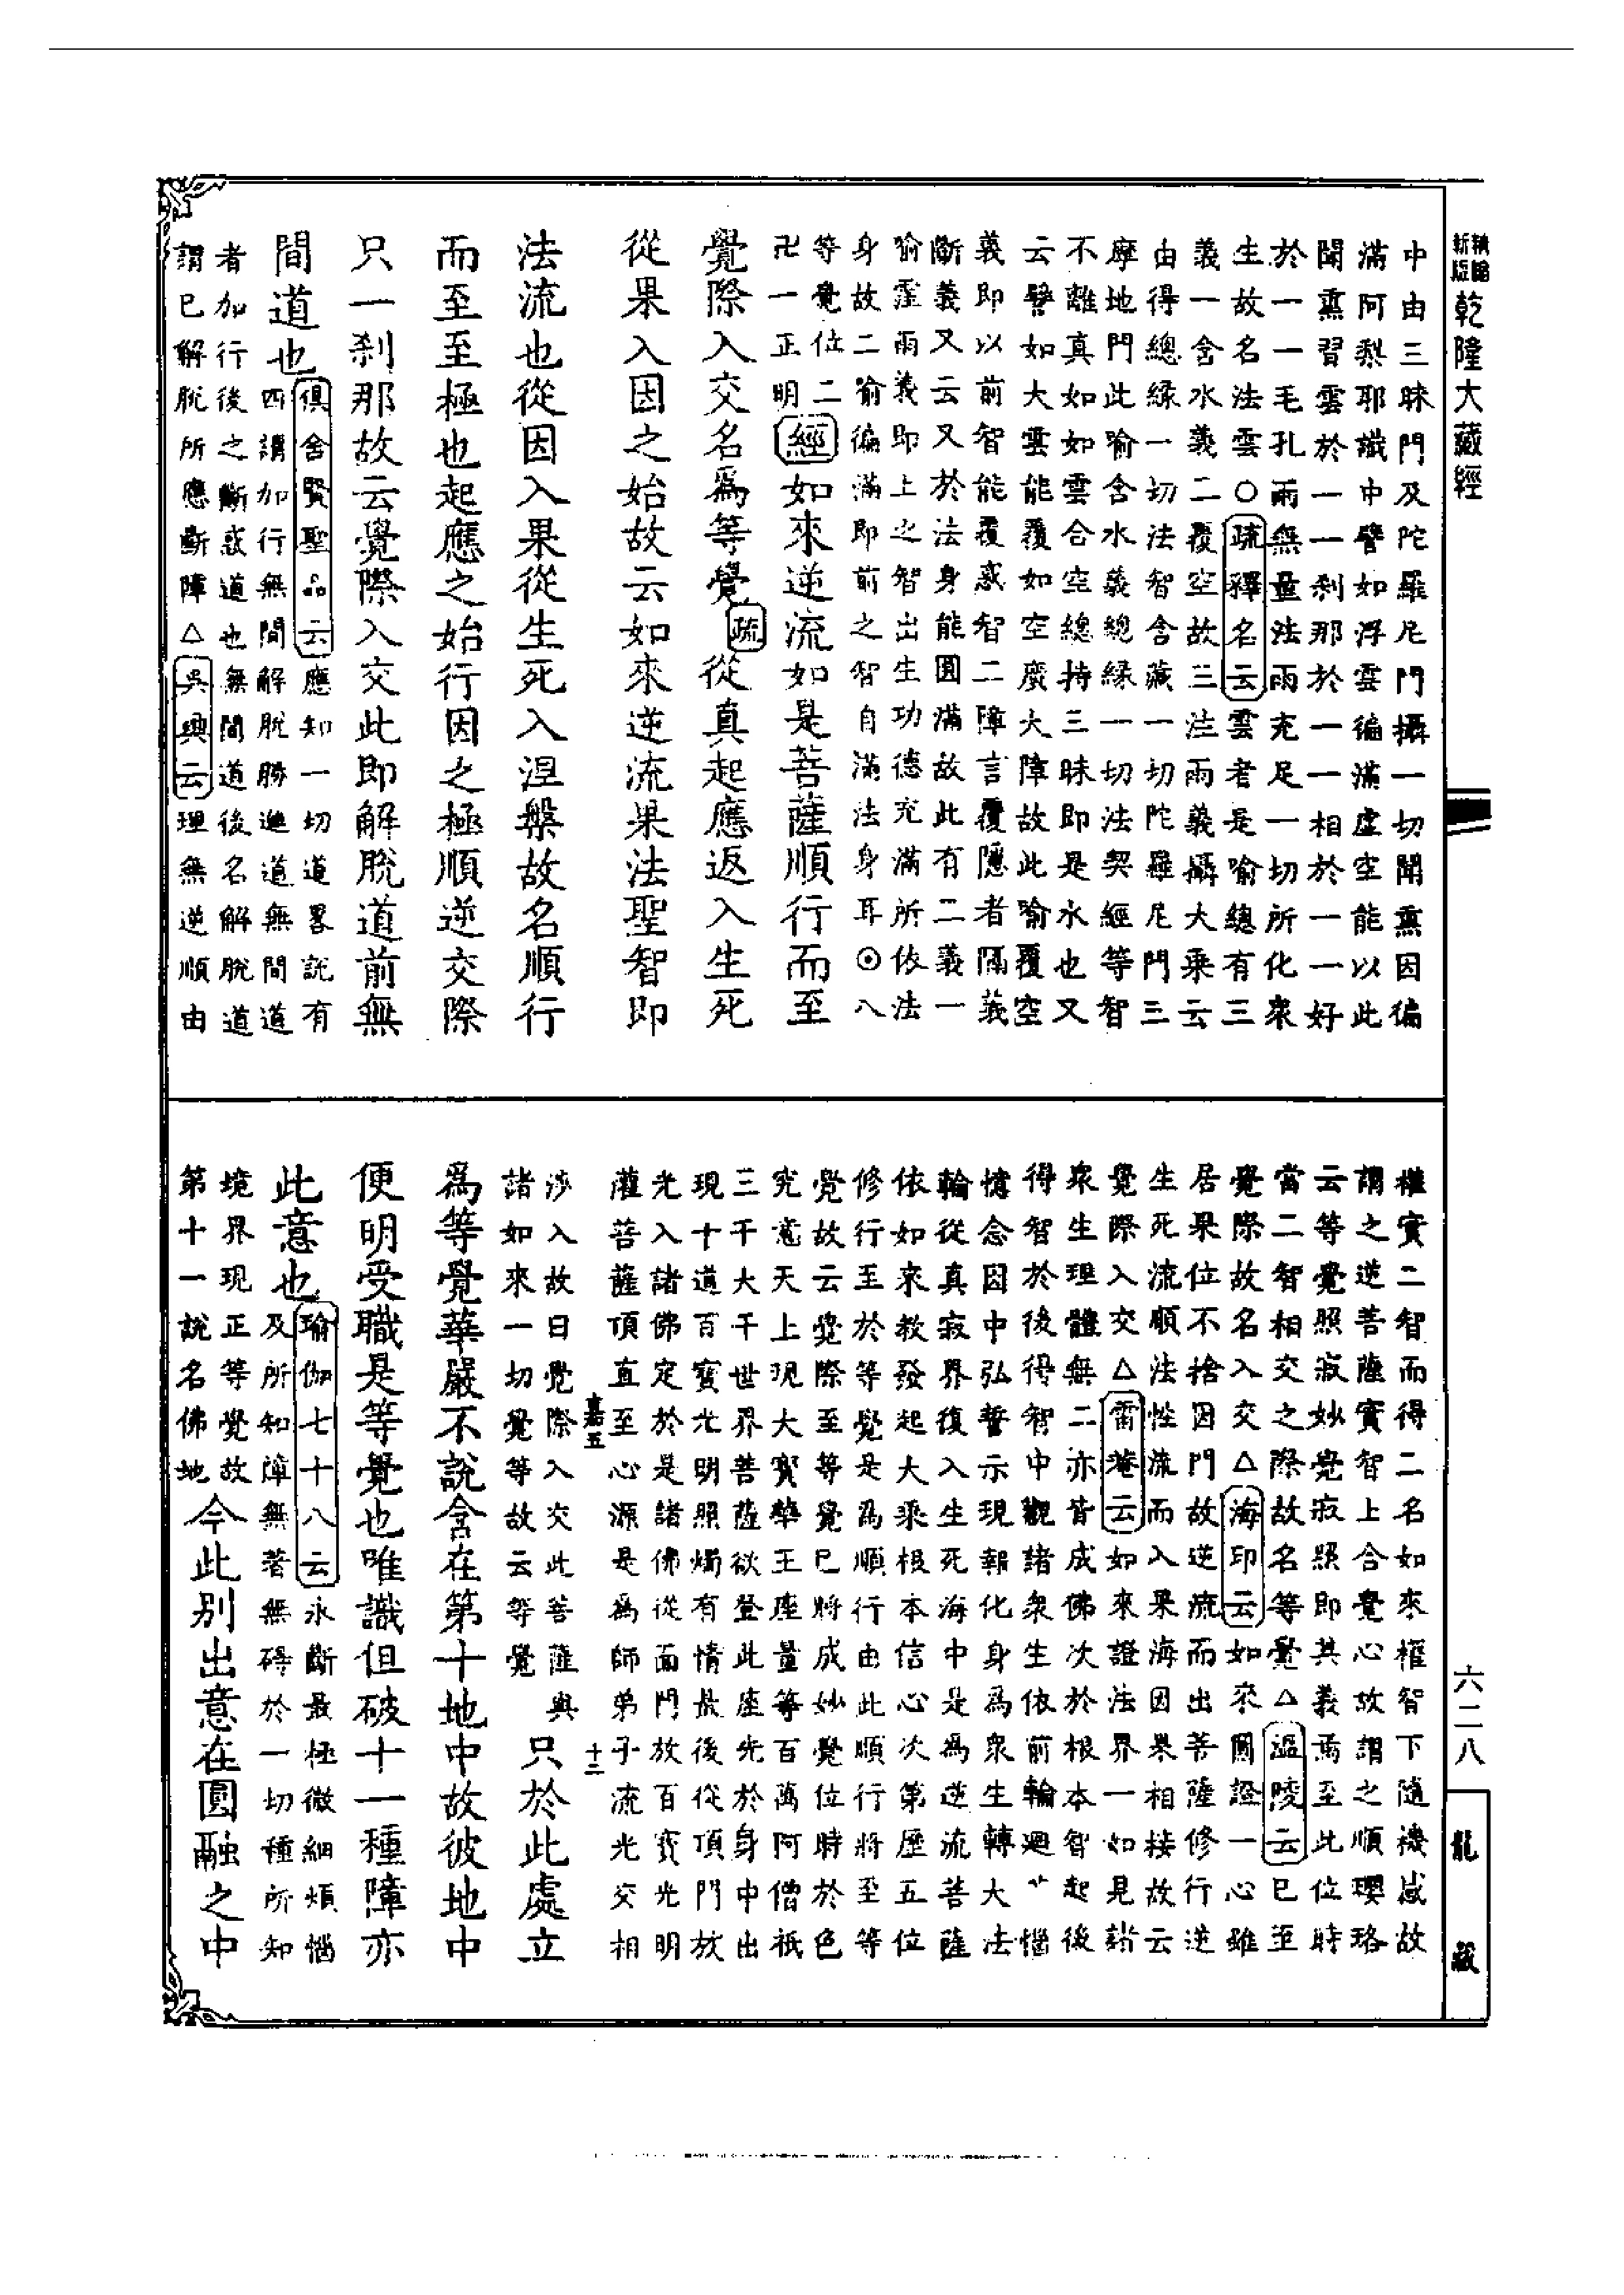 新編縮版
乾隆大藏經
六二八
龍藏
中由三昧門及陀羅尼門攝一切聞熏因徧
滿阿梨耶識中譬如浮雲徧滿虛空能以此
聞熏習雲於一一剎那於一一相於一一好
於一一毛孔雨無量法雨充足一切所化衆
生故名法雲○疏釋名云雲者是喻總有三
義一含水義二覆空故三注雨義攝大乘云
由得總緣一切法智含藏一切陀羅尼門三
摩地門此喻含水義總緣一切法契經等智
不離真如如雲合空總持三昧即是水也又
云譬如大雲能覆如空廣大障故此喻覆空
義即以前智能覆惑智二障言覆隱者隔義
斷義又云又於法身能圓滿故此有二義一
喻霔雨義即上之智出生功德充滿所依法
身故二喻徧滿即前之智自滿法身耳⊙八
等覺位二
卍一正明
經如來逆流如是菩薩順行而至
覺際入交名爲等覺疏從真起應返入生死
從果入因之始故云如來逆流果法聖智即
法流也從因入果從生死入涅槃故名順行
而至至極也起應之始行因之極順逆交際
只一剎那故云覺際入交此即解脫道前無
間道也
俱舍賢聖品云應知一切道畧說有
四謂加行無間解脫勝進道無間道
者加行後之斷惑道也無間道後名解脫道
謂已解脫所應斷障△吳興云理無逆順由
權實二智而得二名如來權智下隨機感故
謂之逆菩薩實智上合覺心故謂之順瓔珞
云等覺照寂妙覺寂照即其義焉至此位時
當二智相交之際故名等覺△溫陵云已至
覺際故名入交△海印云如來圓證一心雖
居果位不捨因門故逆流而出菩薩修行逆
生死流順法性流而入果海因果相接故云
覺際入交△雷菴云如來證法界一如見諸
衆生理體無二亦皆成佛次於根本智起後
得智於後得智中觀諸衆生依前輪迴忄惱
憶念因中弘誓示現報化身為衆生轉大法
輪從真寂界復入生死海中是為逆流菩薩
依如來教發起大乘根本信心次第歷五位
修行至於等覺是為順行由此順行將至等
覺故云覺際至等覺已將成妙覺位時於色
究竟天上現大寶華王座量等百萬阿僧祇
三千大千世界菩薩欲登此座先於身中出
現十道百寶光明照燭有情最後從頂門放
光入諸佛定於是諸佛從面門放百寶光明
灌菩薩頂直至心源是為師弟子流光交相
嘉五
十二
涉入故曰覺際入交此菩薩與
諸如來一切覺等故云等覺
只於此處立
爲等覺華嚴不說含在第十地中故彼地中
便明受職是等覺也唯識但破十一種障亦
此意也
瑜伽七十八云永斷最極微細煩惱
及所知障無著無碍於一切種所知
境界現正等覺故
第十一說名佛地
今此別出意在圓融之中